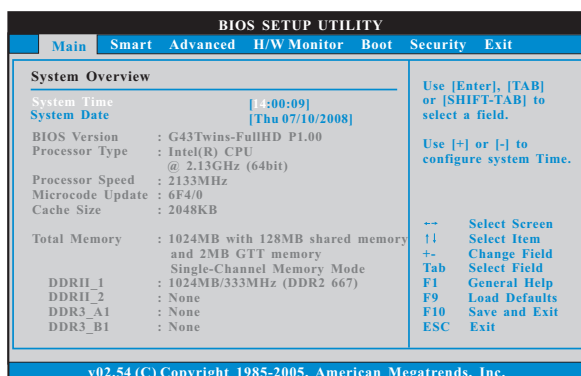 BIOS SETUP UTILITY
Main Smart Advanced H/W Monitor Boot Security Exit
System Overview
System Time [14:00:09]
System Date [Thu 07/10/2008]
BIOS Version : G43Twins-FullHD P1.00
Processor Type : Intel(R) CPU
@ 2.13GHz (64bit)
Processor Speed : 2133MHz
Microcode Update : 6F4/0
Cache Size : 2048KB
Total Memory : 1024MB with 128MB shared memory
and 2MB GTT memory
Single-Channel Memory Mode
DDRII_1 : 1024MB/333MHz (DDR2 667)
DDRII_2 : None
DDR3_A1 : None
DDR3_B1 : None
Use [Enter], [TAB]
or [SHIFT-TAB] to
select a field.
Use [+] or [-] to
configure system Time.
←→ Select Screen
↑↓ Select Item
+- Change Field
Tab Select Field
F1 General Help
F9 Load Defaults
F10 Save and Exit
ESC Exit
v02.54 (C) Copyright 1985-2005, American Megatrends, Inc.